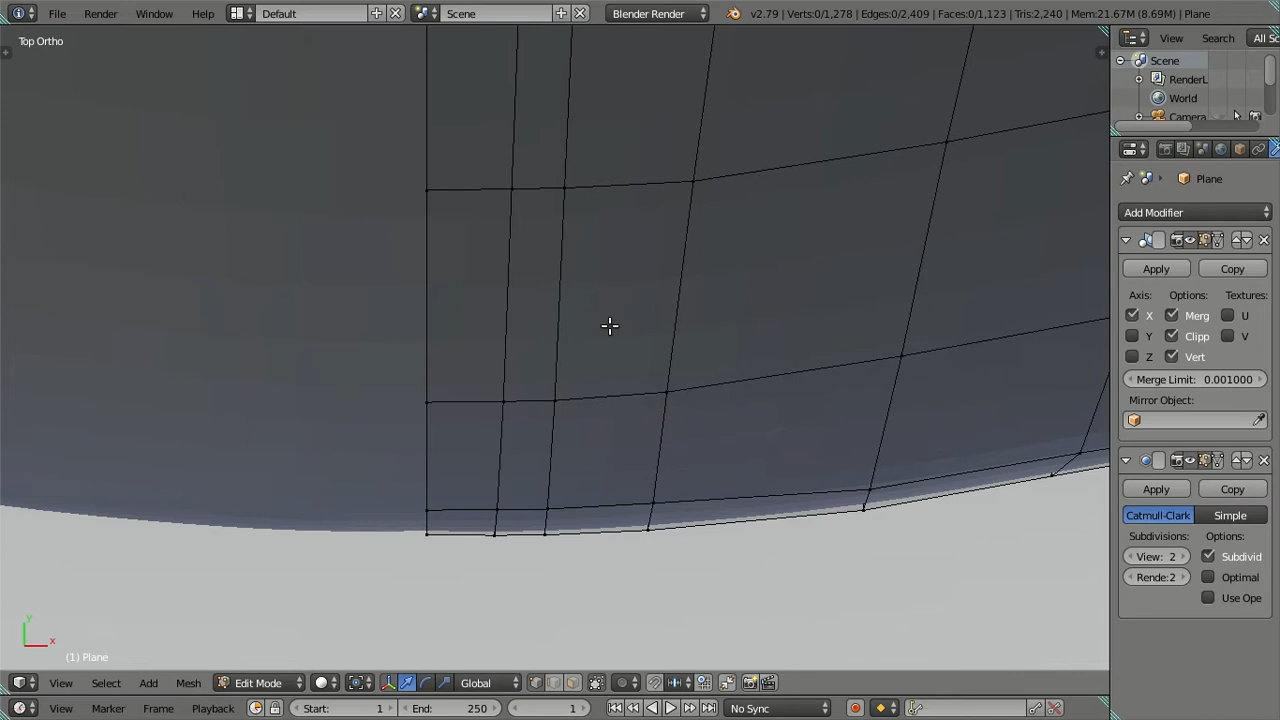 File Render Window Help Default Scene Blender Render v2.79 | Verts:0/1,278 | Edges:0/2,409 | Faces:0/1,123 | Tris:2,240 | Mem:21.67M (8.69M) | Plane
Top Ortho
View Search All Sc
Scene
RenderL
World
Camera
Plane
Add Modifier
Apply Copy
Axis: Options: Textures:
X Merg U
Y Clipp V
Z Vert
Merge Limit: 0.001000
Mirror Object:
Apply Copy
Catmull-Clark Simple
Subdivisions: Options:
View: 2 Subdivid
Rende:2 Optimal
Use Ope
y
x
(1) Plane
View Select Add Mesh Edit Mode Global
View Marker Frame Playback Start: 1 End: 250 1 No Sync